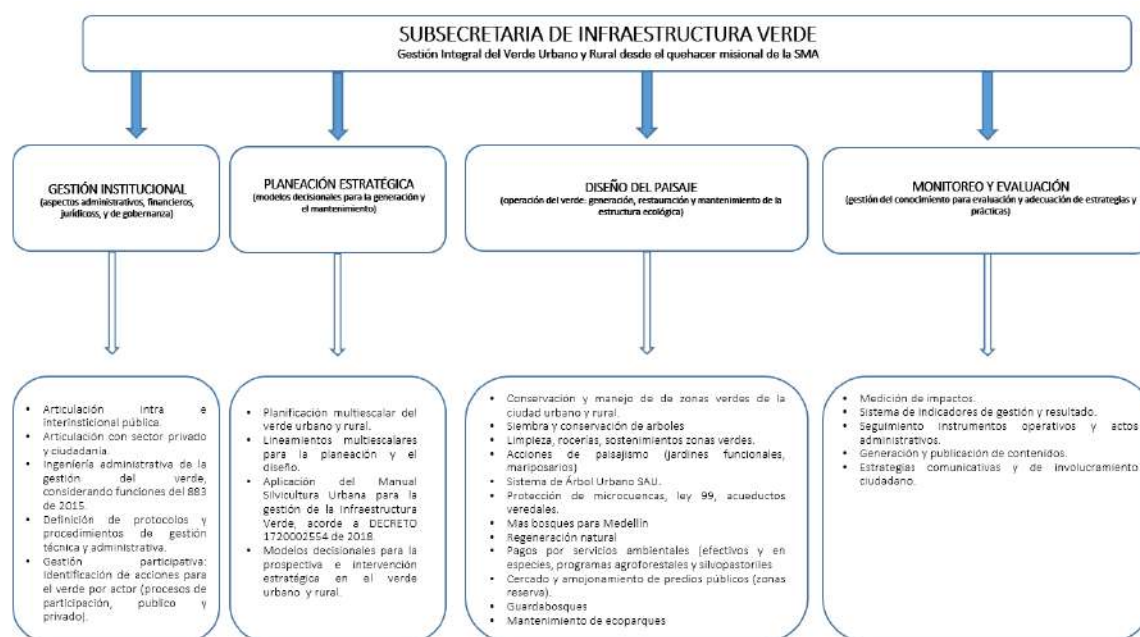 SUBSECRETARIA DE INFRAESTRUCTURA VERDE
Gestión Integral del Verde Urbano y Rural desde el quehacer misional de la SMA
GESTIÓN INSTITUCIONAL
(aspectos administrativos, financieros,
jurídicoss, y de gobernanza)
PLANEACIÓN ESTRATÉGICA
(modelos decisionales para la generación y
el mantenimiento)
DISEÑO DEL PAISAJE
(operación del verde: generación, restauración y mantenimiento de la
estructura ecológica)
MONITOREO Y EVALUACIÓN
(gestión del conocimiento para evaluación y adecuación de estrategias y
prácticas)
• Articulación intra e
interinsticional pública.
• Articulación con sector privado
y ciudadanía.
• Ingeniería administrativa de la
gestión del verde,
considerando funciones del 883
de 2015.
• Definición de protocolos y
procedimientos de gestión
técnica y administrativa.
• Gestión participativa:
Identificación de acciones para
el verde por actor (procesos de
participación, publico y
privado).
• Planificación multiescalar del
verde urbano y rural.
• Lineamientos multiescalares
para la planeación y el
diseño.
• Aplicación del Manual
Silvicultura Urbana para la
gestión de la Infraestructura
Verde, acorde a DECRETO
1720002554 de 2018.
• Modelos decisionales para la
prospectiva e intervención
estratégica en el verde
urbano y rural.
• Conservación y manejo de de zonas verdes de la
ciudad urbano y rural.
• Siembra y conservación de arboles
• Limpieza, rocerías, sostenimientos zonas verdes.
• Acciones de paisajismo (jardines funcionales,
mariposarios)
• Sistema de Árbol Urbano SAU.
• Protección de microcuencas, ley 99, acueductos
veredales.
• Mas bosques para Medellín
• Regeneración natural
• Pagos por servicios ambientales (efectivos y en
especies, programas agroforestales y silvopastoriles
• Cercado y amojonamiento de predios públicos (zonas
reserva).
• Guardabosques
• Mantenimiento de ecoparques
• Medición de impactos.
• Sistema de indicadores de gestión y resultado.
• Seguimiento instrumentos operativos y actos
administrativos.
• Generación y publicación de contenidos.
• Estrategias comunicativas y de involucramiento
ciudadano.